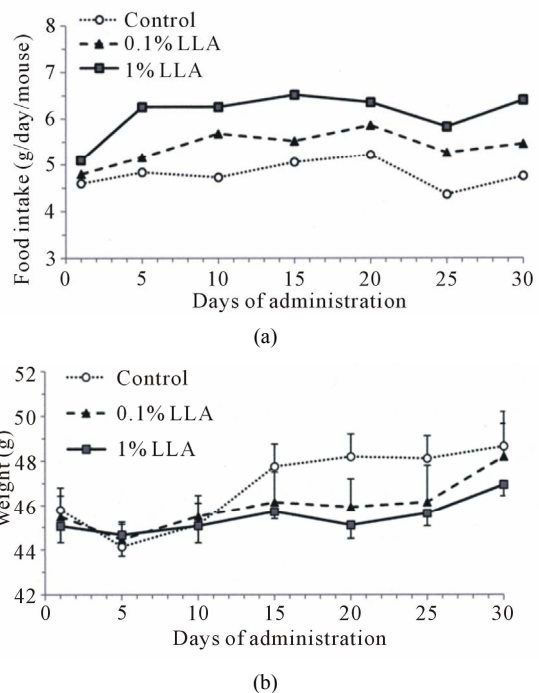 Control
0.1% LLA
1% LLA
Food intake (g/day/mouse)
8
7
6
5
4
3
0 5 10 15 20 25 30
Days of administration
(a)
Control
0.1% LLA
1% LLA
weight (g)
52
50
48
46
44
42
0 5 10 15 20 25 30
Days of administration
(b)